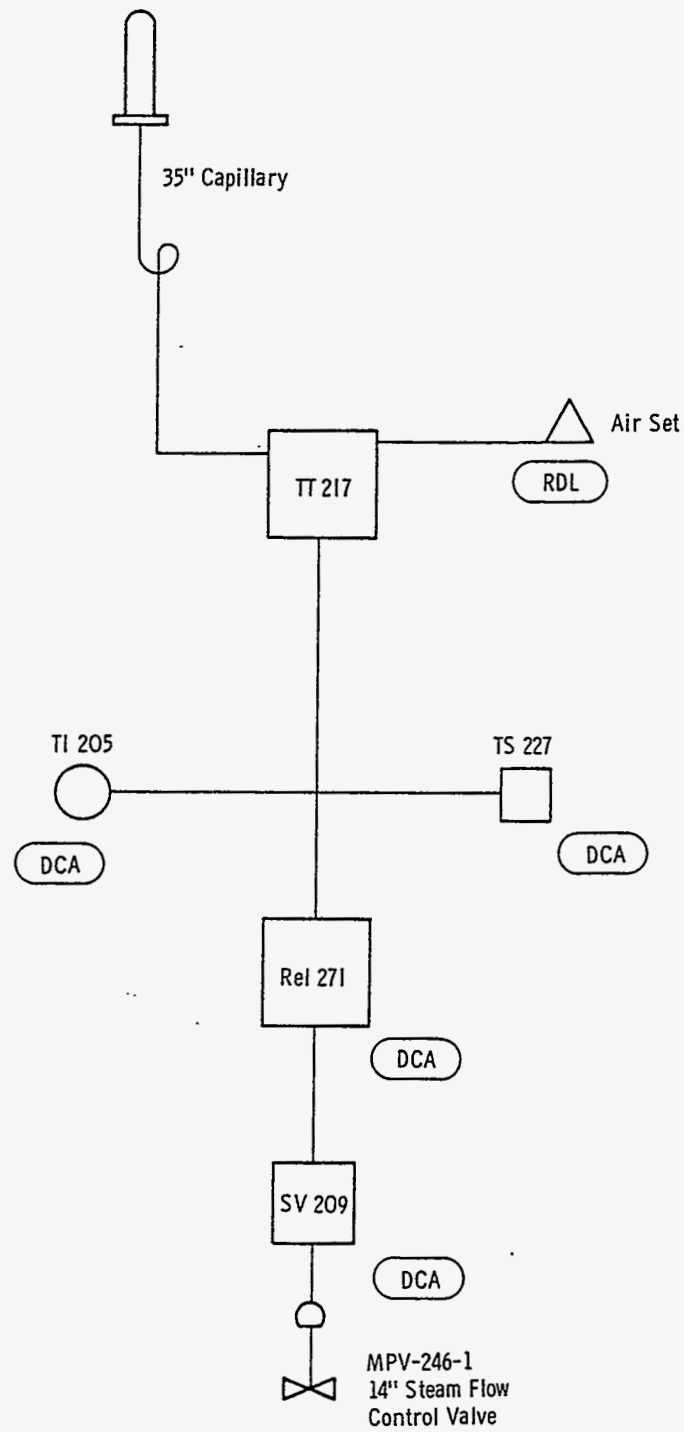 35" Capillary
Air Set
TT 217
RDL
TI 205
TS 227
DCA
DCA
Rel 271
DCA
SV 209
DCA
MPV-246-1
14" Steam Flow
Control Valve